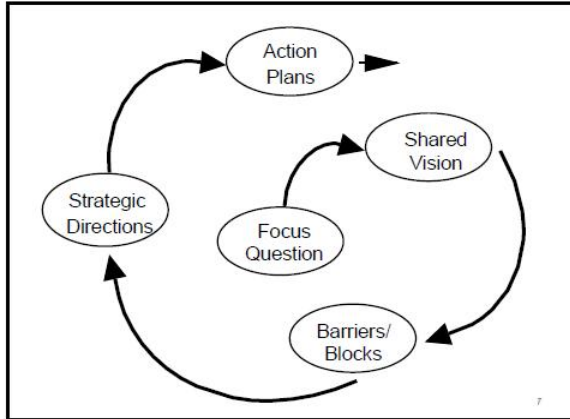 Action
Plans
Shared
Vision
Strategic
Directions
Focus
Question
Barriers/
Blocks
7